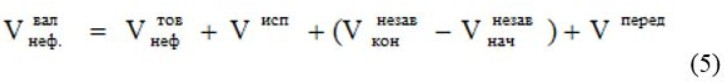 V вал неф. = V тов неф + V исп + (V незав кон − V незав нач ) + V перед
(5)